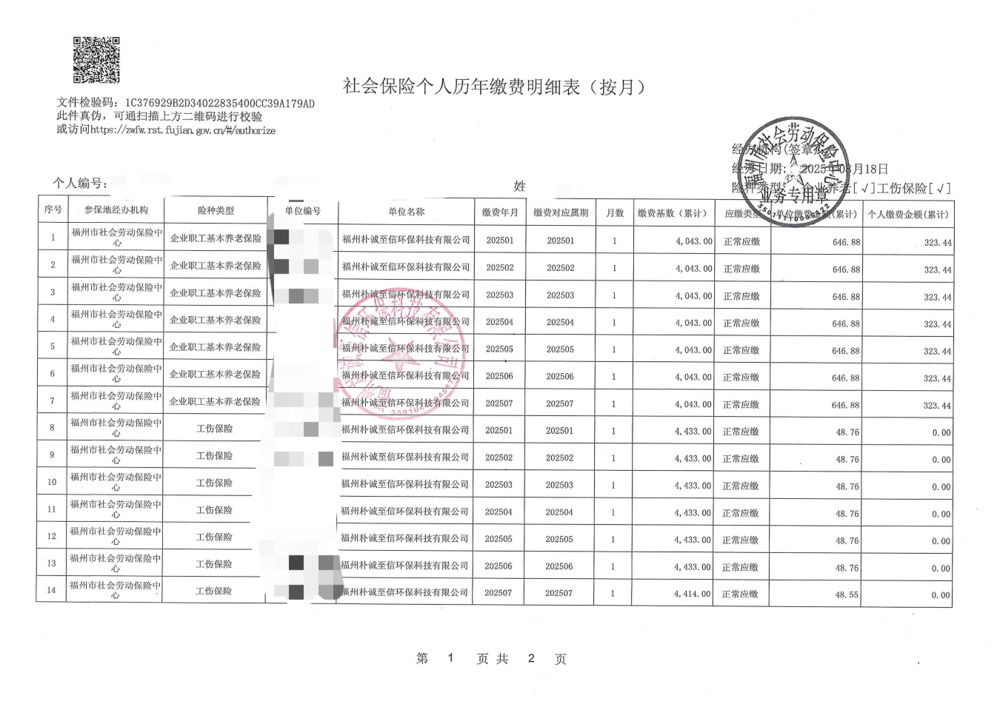 社会保险个人历年缴费明细表（按月）
文件检验码：1C376929B2D34022835400CC39A179AD
此件真伪，可通扫描上方二维码进行校验
或访问https://zwfw.rst.fujian.gov.cn/#/authorize
福州市社会劳动保险中心
业务专用章
经办机构(签章)
经办日期： 2025年08月18日
险种类型： 企业养老[√]工伤保险[√]
个人编号： 姓
序号 参保地经办机构 险种类型 单位编号 单位名称 缴费年月 缴费对应属期 月数 缴费基数（累计） 应缴类型 单位缴费金额(累计) 个人缴费金额(累计)
1 福州市社会劳动保险中心 企业职工基本养老保险 福州朴诚至信环保科技有限公司 202501 202501 1 4,043.00 正常应缴 646.88 323.44
2 福州市社会劳动保险中心 企业职工基本养老保险 福州朴诚至信环保科技有限公司 202502 202502 1 4,043.00 正常应缴 646.88 323.44
3 福州市社会劳动保险中心 企业职工基本养老保险 福州朴诚至信环保科技有限公司 202503 202503 1 4,043.00 正常应缴 646.88 323.44
4 福州市社会劳动保险中心 企业职工基本养老保险 福州朴诚至信环保科技有限公司 202504 202504 1 4,043.00 正常应缴 646.88 323.44
5 福州市社会劳动保险中心 企业职工基本养老保险 福州朴诚至信环保科技有限公司 202505 202505 1 4,043.00 正常应缴 646.88 323.44
6 福州市社会劳动保险中心 企业职工基本养老保险 福州朴诚至信环保科技有限公司 202506 202506 1 4,043.00 正常应缴 646.88 323.44
7 福州市社会劳动保险中心 企业职工基本养老保险 福州朴诚至信环保科技有限公司 202507 202507 1 4,043.00 正常应缴 646.88 323.44
8 福州市社会劳动保险中心 工伤保险 福州朴诚至信环保科技有限公司 202501 202501 1 4,433.00 正常应缴 48.76 0.00
9 福州市社会劳动保险中心 工伤保险 福州朴诚至信环保科技有限公司 202502 202502 1 4,433.00 正常应缴 48.76 0.00
10 福州市社会劳动保险中心 工伤保险 福州朴诚至信环保科技有限公司 202503 202503 1 4,433.00 正常应缴 48.76 0.00
11 福州市社会劳动保险中心 工伤保险 福州朴诚至信环保科技有限公司 202504 202504 1 4,433.00 正常应缴 48.76 0.00
12 福州市社会劳动保险中心 工伤保险 福州朴诚至信环保科技有限公司 202505 202505 1 4,433.00 正常应缴 48.76 0.00
13 福州市社会劳动保险中心 工伤保险 福州朴诚至信环保科技有限公司 202506 202506 1 4,433.00 正常应缴 48.76 0.00
14 福州市社会劳动保险中心 工伤保险 福州朴诚至信环保科技有限公司 202507 202507 1 4,414.00 正常应缴 48.55 0.00
第 1 页 共 2 页